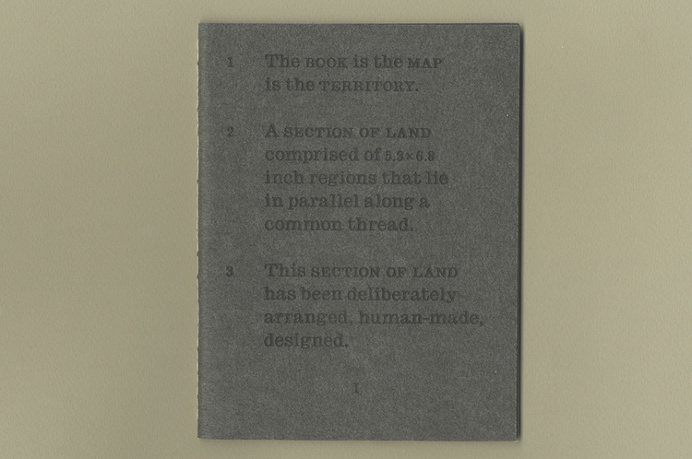 1 The BOOK is the MAP
is the TERRITORY.
2 A SECTION OF LAND
comprised of 5.3×6.8
inch regions that lie
in parallel along a
common thread.
3 This SECTION OF LAND
has been deliberately
arranged, human-made,
designed.
1